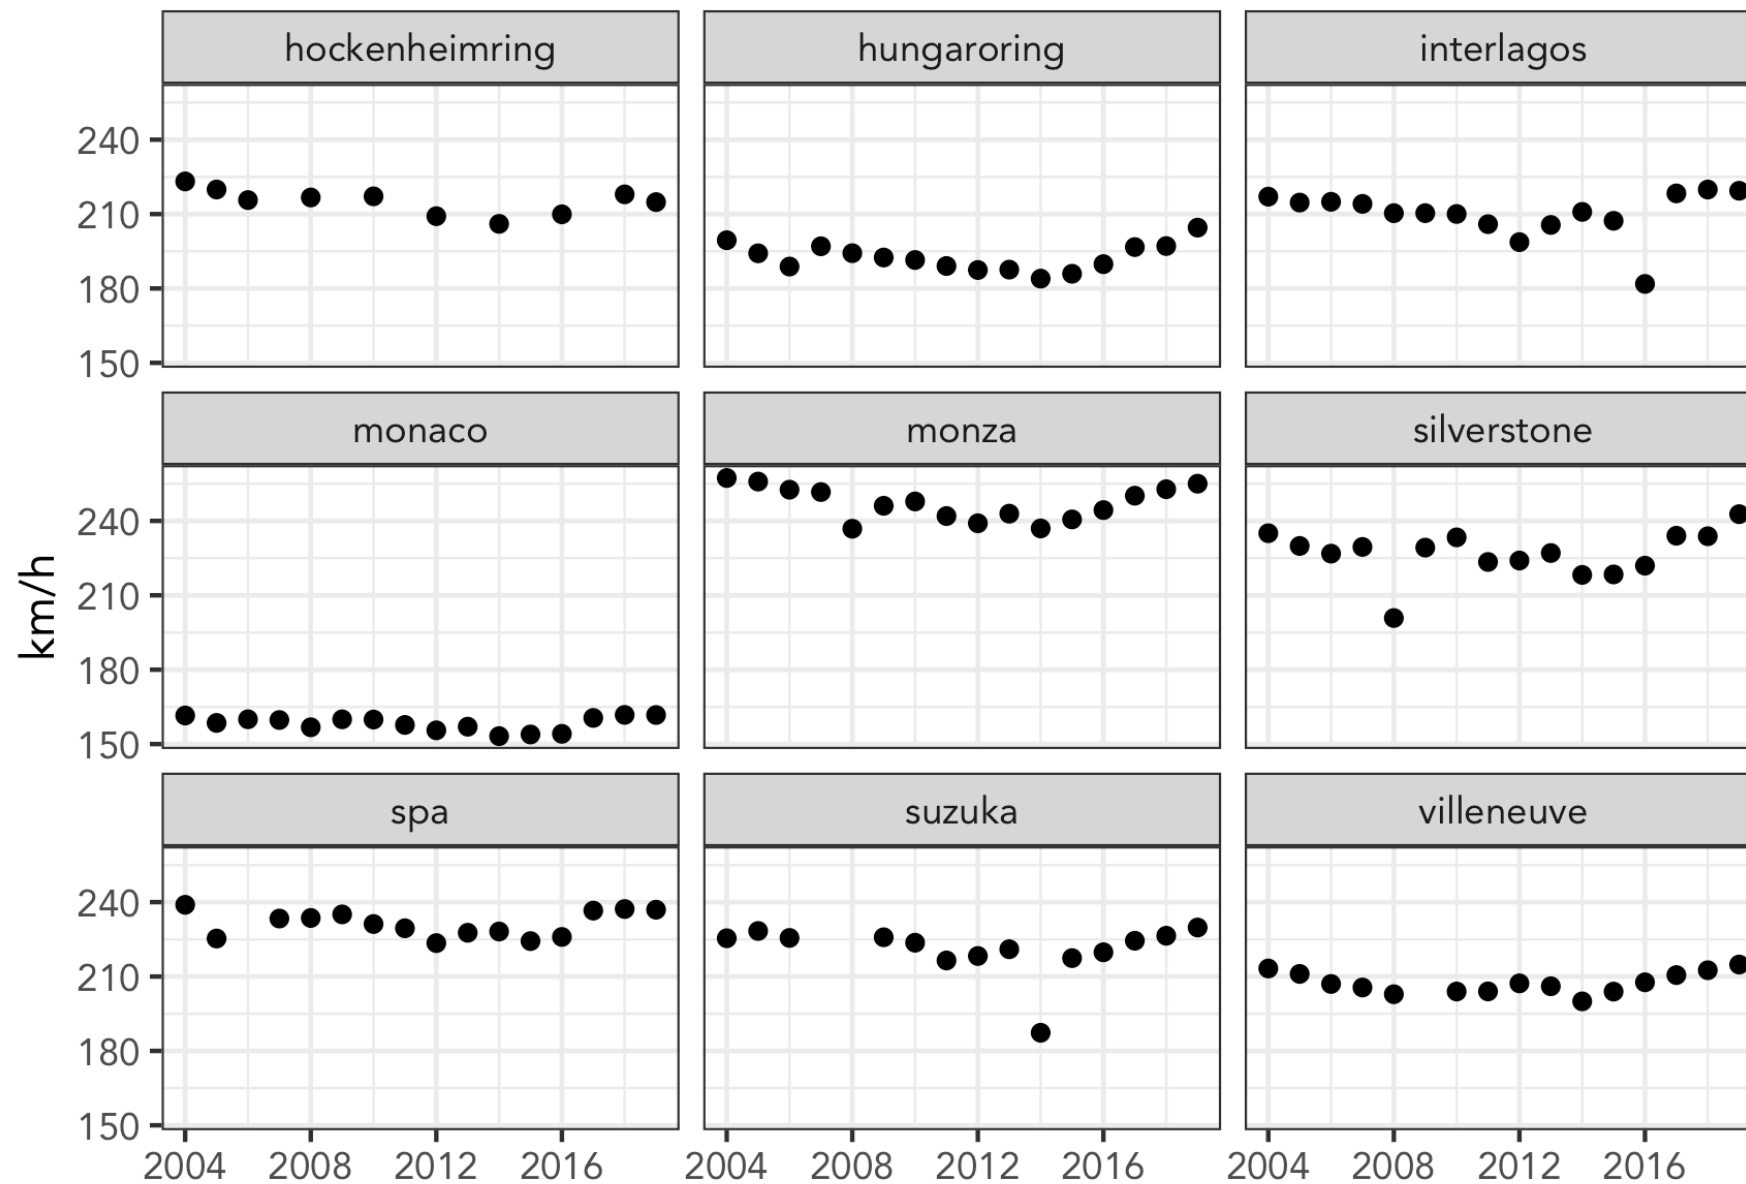 hockenheimring hungaroring interlagos
240
210
180
150
monaco monza silverstone
km/h
240
210
180
150
spa suzuka villeneuve
240
210
180
150
2004 2008 2012 2016 2004 2008 2012 2016 2004 2008 2012 2016